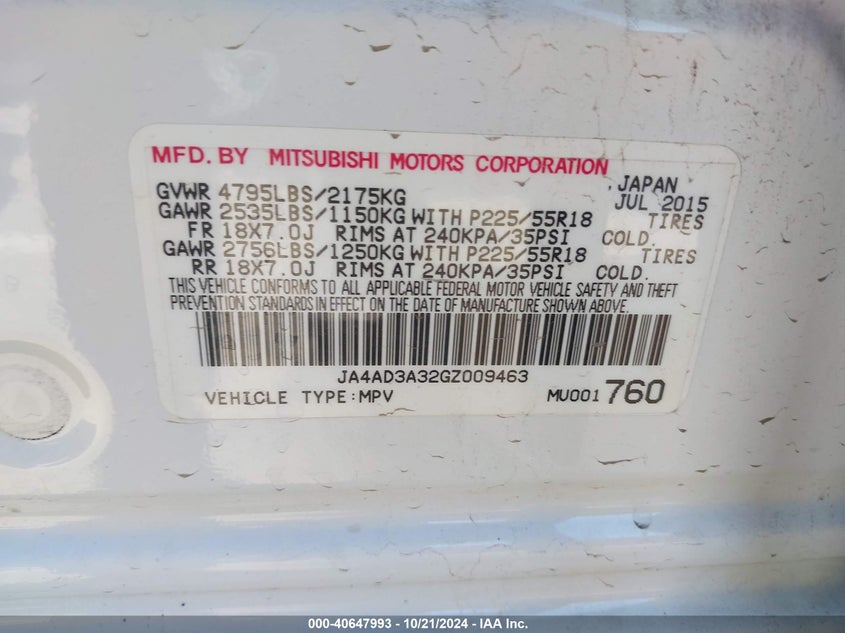 MFD. BY MITSUBISHI MOTORS CORPORATION
JAPAN
GVWR 4795LBS/2175KG JUL 2015
GAWR 2535LBS/1150KG WITH P225/55R18 TIRES
FR 18X7.0J RIMS AT 240KPA/35PSI COLD.
GAWR 2756LBS/1250KG WITH P225/55R18 TIRES
RR 18X7.0J RIMS AT 240KPA/35PSI COLD.
THIS VEHICLE CONFORMS TO ALL APPLICABLE FEDERAL MOTOR VEHICLE SAFETY AND THEFT
PREVENTION STANDARDS IN EFFECT ON THE DATE OF MANUFACTURE SHOWN ABOVE.
JA4AD3A32GZ009463
VEHICLE TYPE:MPV MU001 760
000-40647993 - 10/21/2024 - IAA Inc.